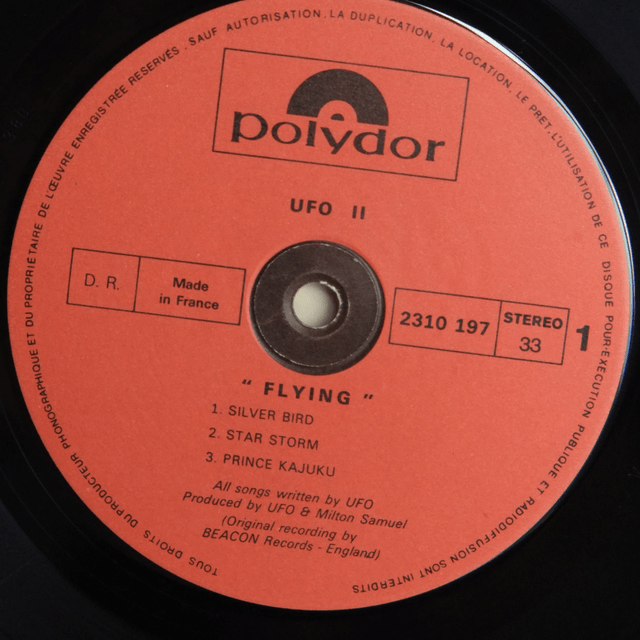 TOUS DROITS DU PRODUCTEUR PHONOGRAPHIQUE ET DU PROPRIÉTAIRE DE L'ŒUVRE ENREGISTRÉE RESERVÉS. SAUF AUTORISATION, LA DUPLICATION, LA LOCATION, LE PRET, L'UTILISATION DE CE DISQUE POUR EXÉCUTION PUBLIQUE ET RADIODIFFUSION SONT INTERDITS
polydor
UFO II
D. R.
Made
in France
2310 197
STEREO
33
1
" FLYING "
1. SILVER BIRD
2. STAR STORM
3. PRINCE KAJUKU
All songs written by UFO
Produced by UFO & Milton Samuel
(Original recording by
BEACON Records - England)